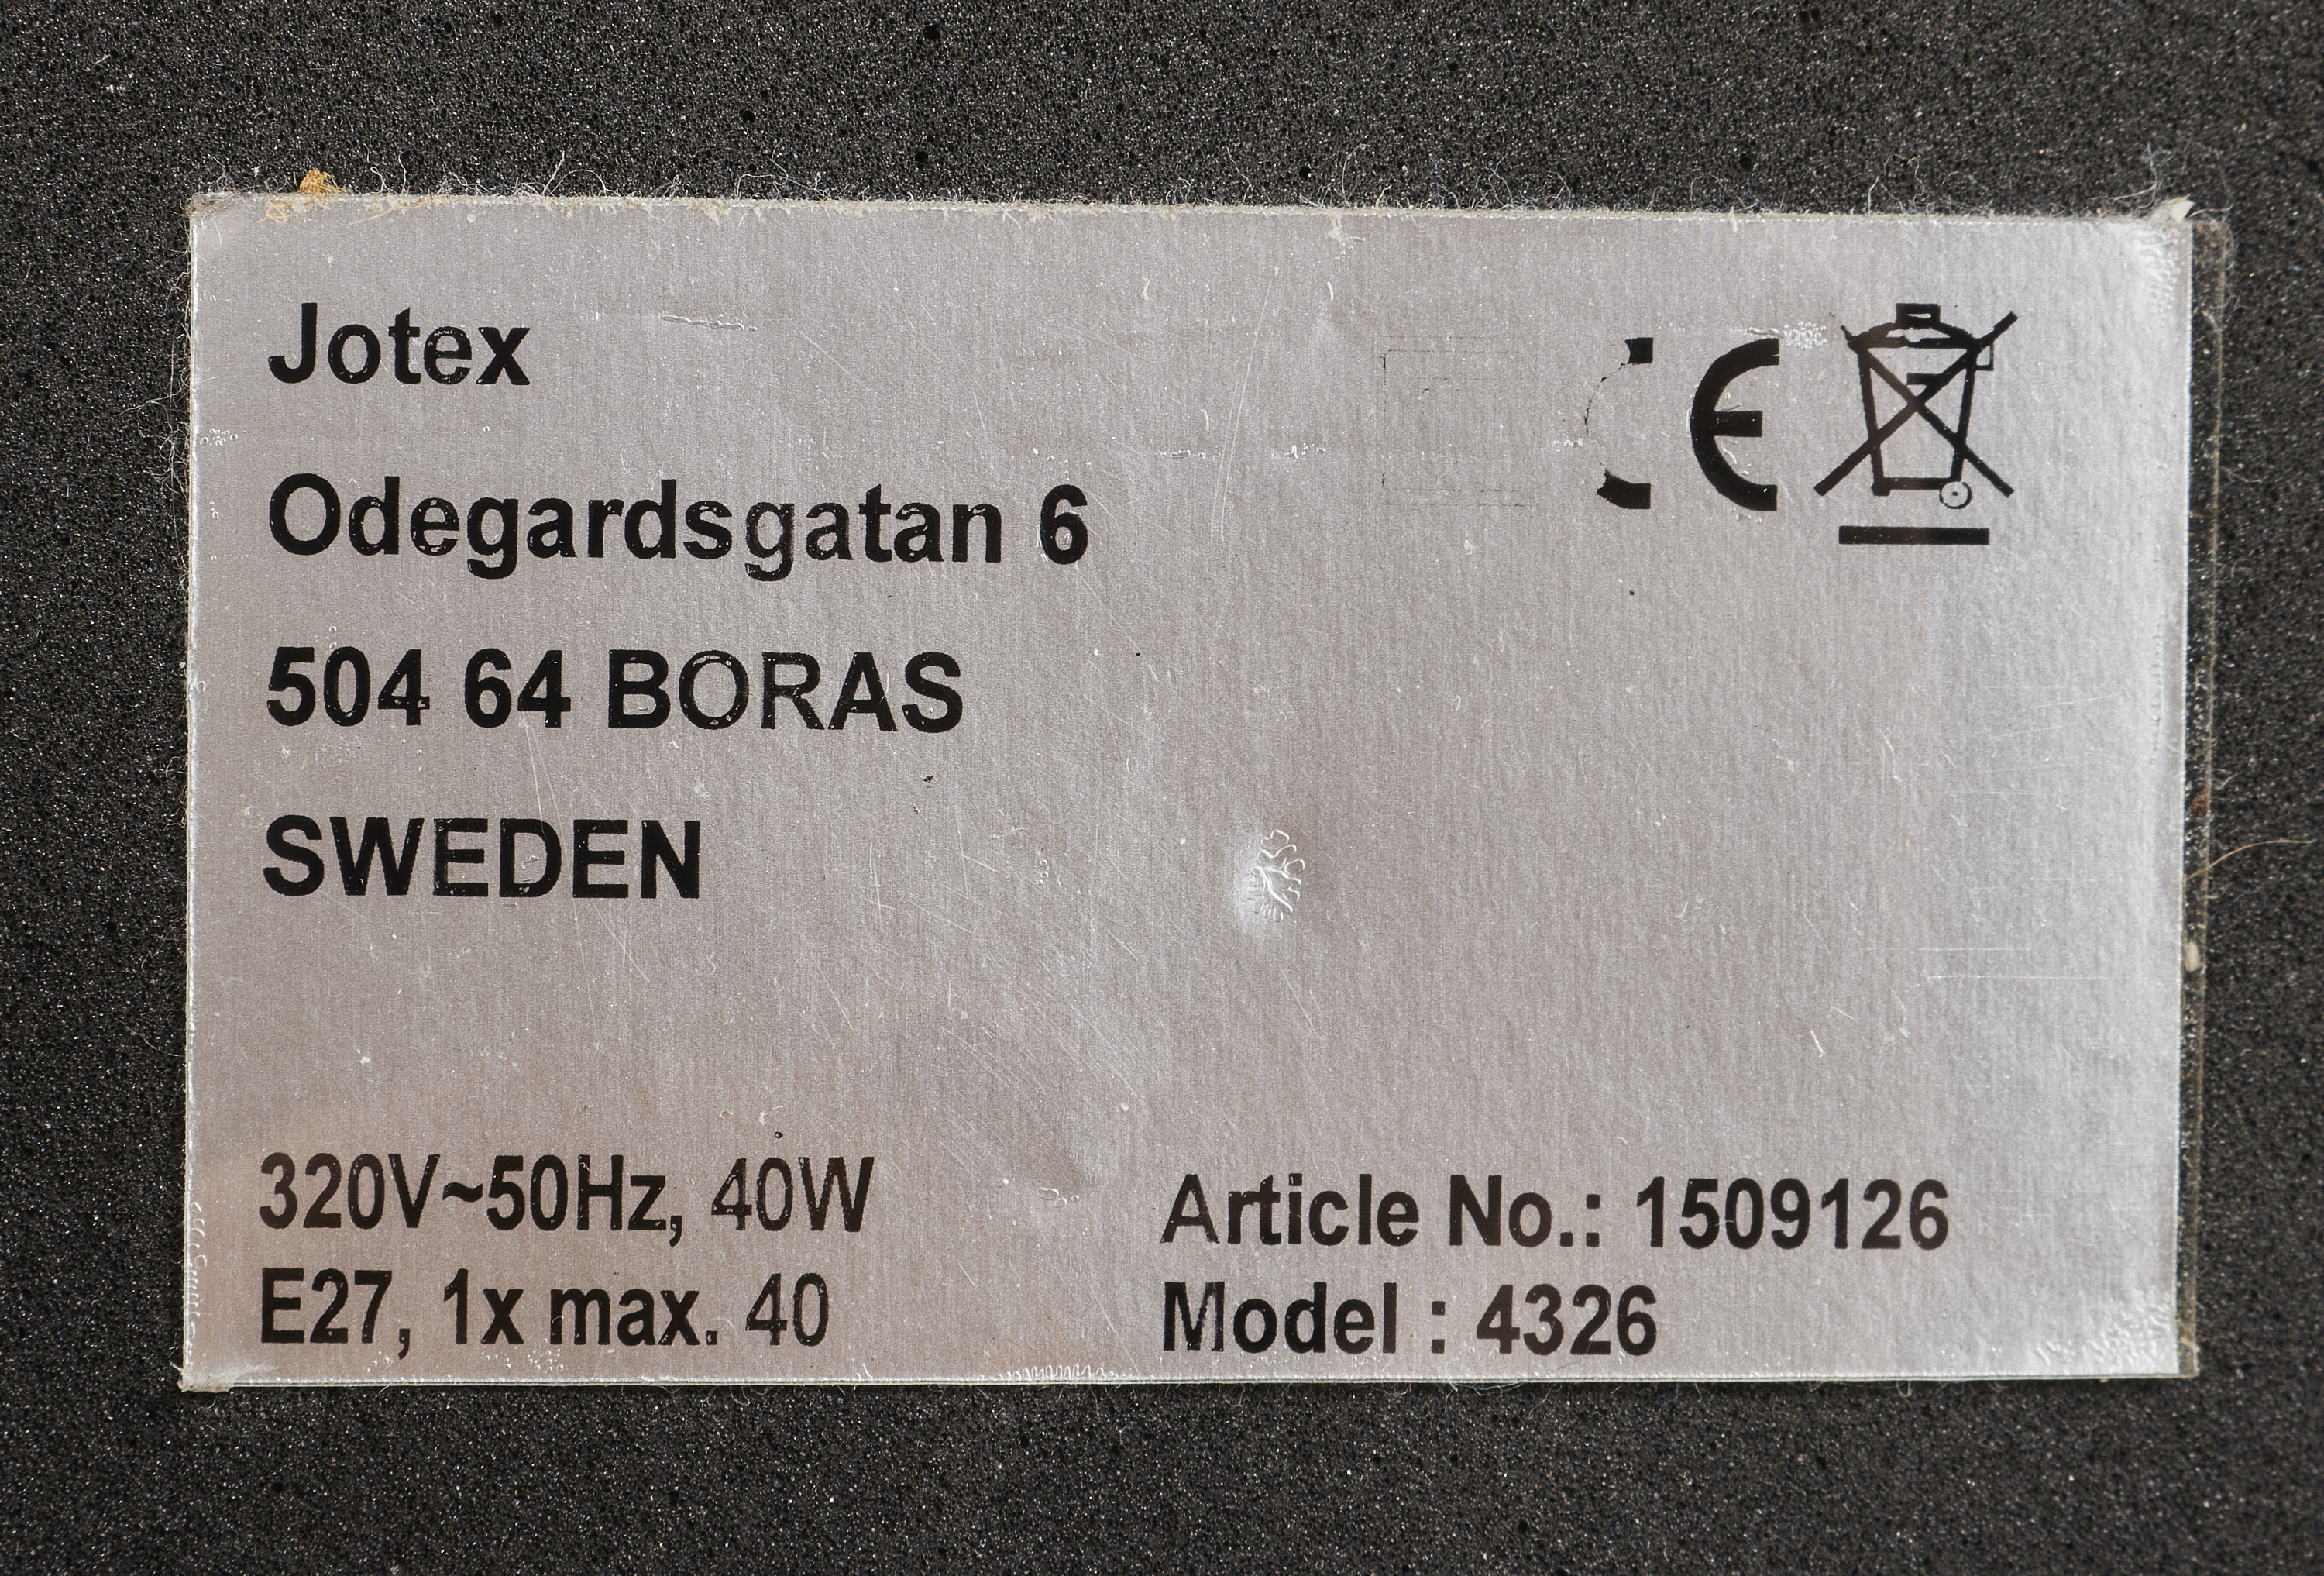 Jotex
CE
Odegardsgatan 6
504 64 BORAS
SWEDEN
320V~50Hz, 40W
E27, 1x max. 40
Article No.: 1509126
Model : 4326